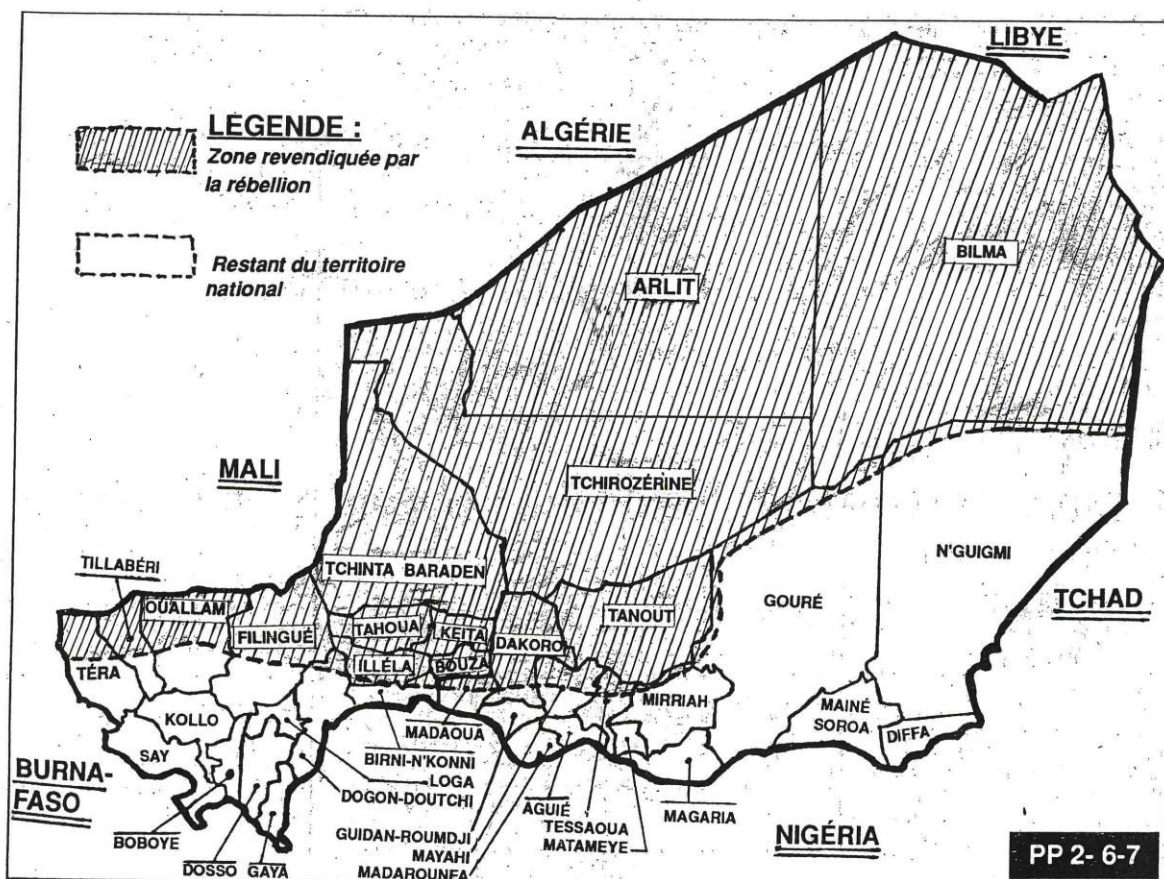 LIBYE
LÉGENDE :
Zone revendiquée par
la rébellion
ALGÉRIE
Restant du territoire
national
BILMA
ARLIT
MALI
TCHIROZÉRINE
N'GUIGMI
TILLABÉRI
TCHINTA BARADEN
TCHAD
OUALLAM
GOURÉ
TANOUT
FILINGUÉ
TAHOUA
KEITA
DAKORO
ILLÉLA
BOUZA
TÉRA
MIRRIAH
KOLLO
MAINÉ
SOROA
DIFFA
MADAOUA
SAY
BIRNI-N'KONNI
BURNA-
FASO
LOGA
DOGON-DOUTCHI
AGUIÉ
MAGARIA
TESSAOUA
MATAMEYE
GUIDAN-ROUMDJI
MAYAHI
MADAROUNFA
NIGÉRIA
BOBOYE
DOSSO
GAYA
PP 2- 6-7